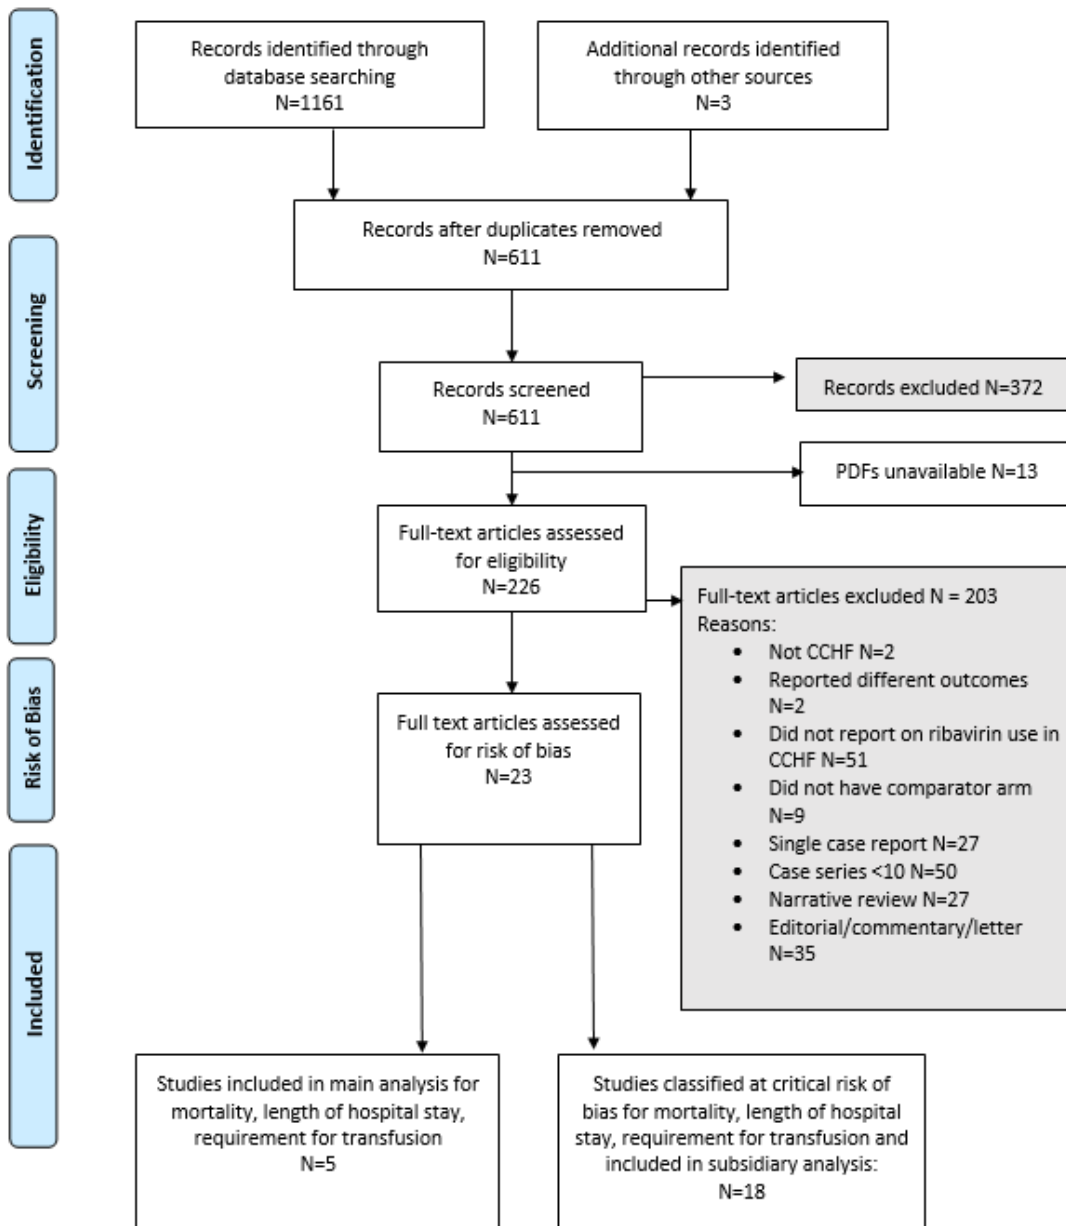 Identification
Records identified through
database searching
N=1161
Additional records identified
through other sources
N=3
Records after duplicates removed
N=611
Screening
Records screened
N=611
Records excluded N=372
PDFs unavailable N=13
Eligibility
Full-text articles assessed
for eligibility
N=226
Full-text articles excluded N = 203
Reasons:
• Not CCHF N=2
• Reported different outcomes
N=2
• Did not report on ribavirin use in
CCHF N=51
• Did not have comparator arm
N=9
• Single case report N=27
• Case series <10 N=50
• Narrative review N=27
• Editorial/commentary/letter
N=35
Risk of Bias
Full text articles assessed
for risk of bias
N=23
Included
Studies included in main analysis for
mortality, length of hospital stay,
requirement for transfusion
N=5
Studies classified at critical risk of
bias for mortality, length of hospital
stay, requirement for transfusion and
included in subsidiary analysis:
N=18